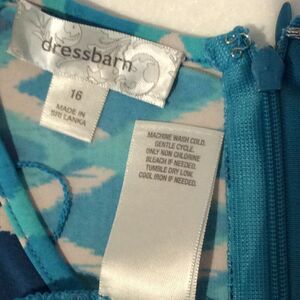 dressbarn
16
MADE IN
SRI LANKA
MACHINE WASH COLD.
GENTLE CYCLE.
ONLY NON CHLORINE
BLEACH IF NEEDED.
TUMBLE DRY LOW.
COOL IRON IF NEEDED.